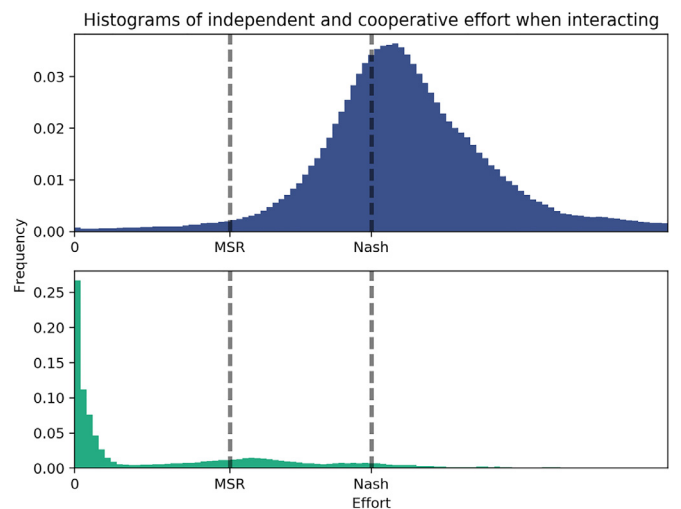 Histograms of independent and cooperative effort when interacting
0.03
0.02
0.01
0.00
0 MSR Nash
Frequency
0.25
0.20
0.15
0.10
0.05
0.00
0 MSR Nash
Effort